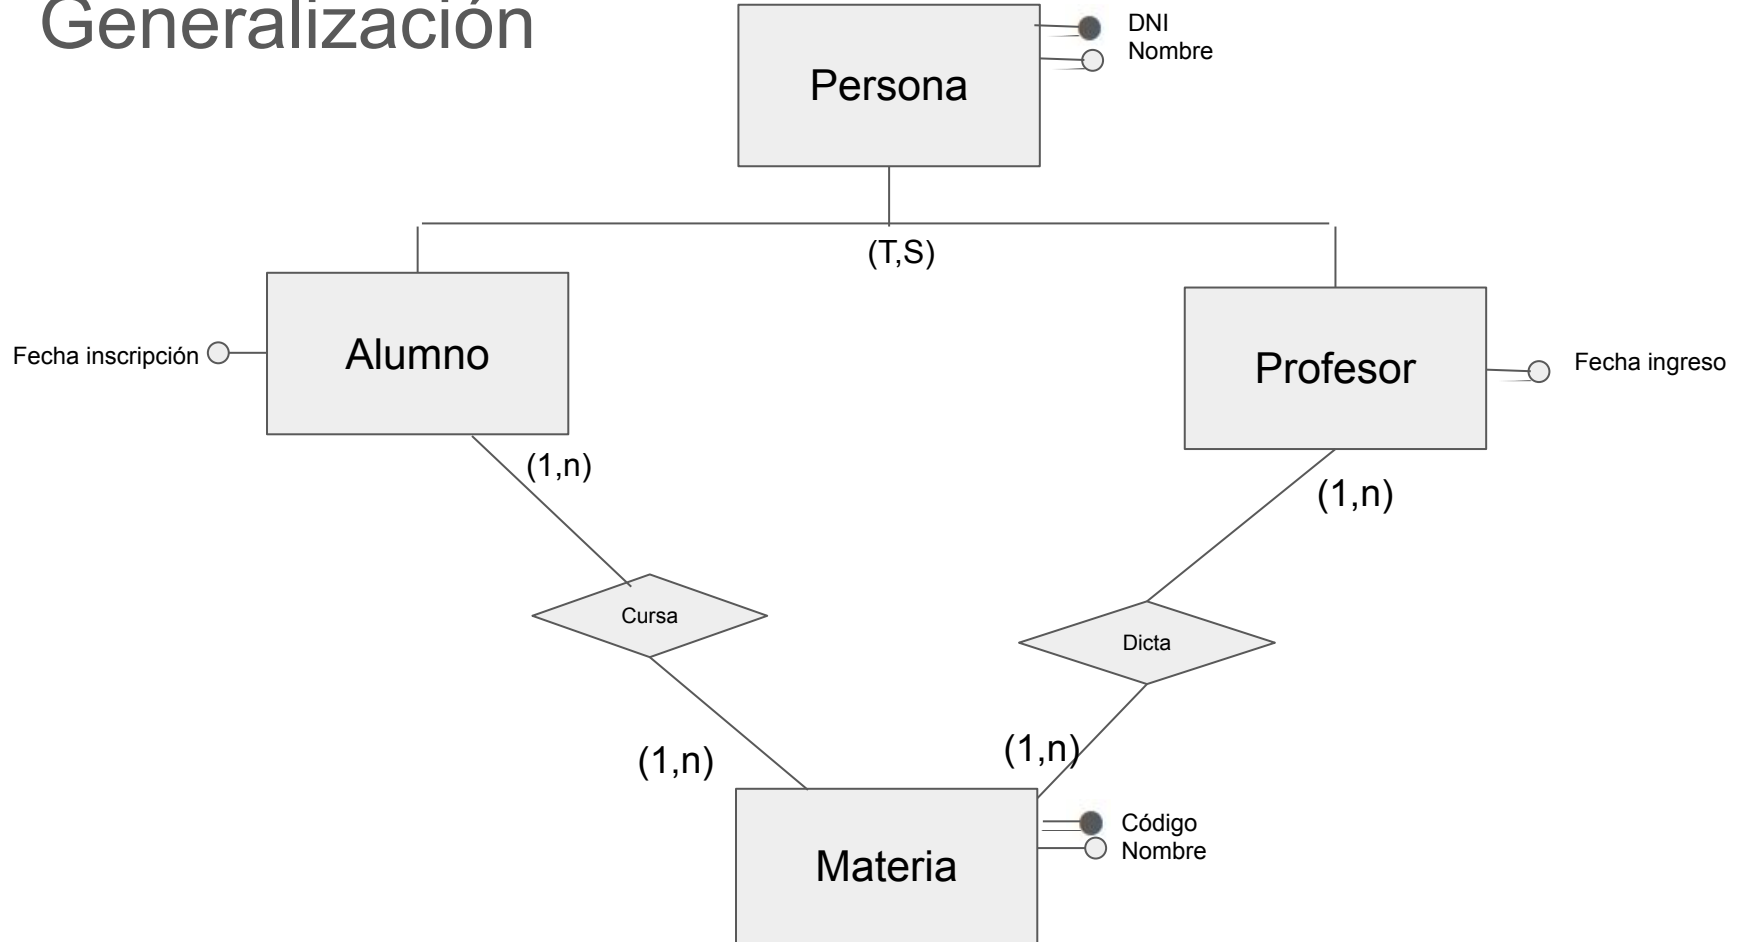 Generalización
DNI
Nombre
Persona
(T,S)
Alumno
Fecha inscripción
Profesor
Fecha ingreso
(1,n)
(1,n)
Cursa
Dicta
(1,n)
(1,n)
Código
Nombre
Materia